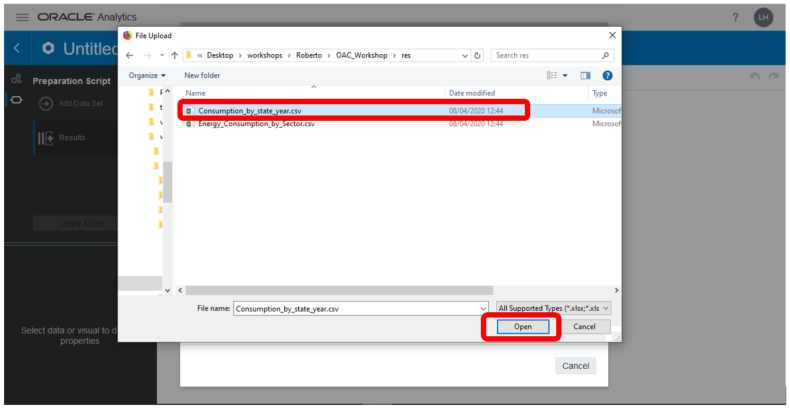 ORACLE Analytics
?
LH
Untitled
Preparation Script
Add Data Set
Results
Apply Script
Select data or visual to d
properties
File Upload
« Desktop > workshops > Roberto > OAC_Workshop > res
Search res
Organize
New folder
Name
Date modified
Type
Consumption_by_state_year.csv
08/04/2020 12:44
Microsof
Energy_Consumption_by_Sector.csv
08/04/2020 12:44
Microsof
File name:
Consumption_by_state_year.csv
All Supported Types (*.xlsx;*.xls
Open
Cancel
Cancel